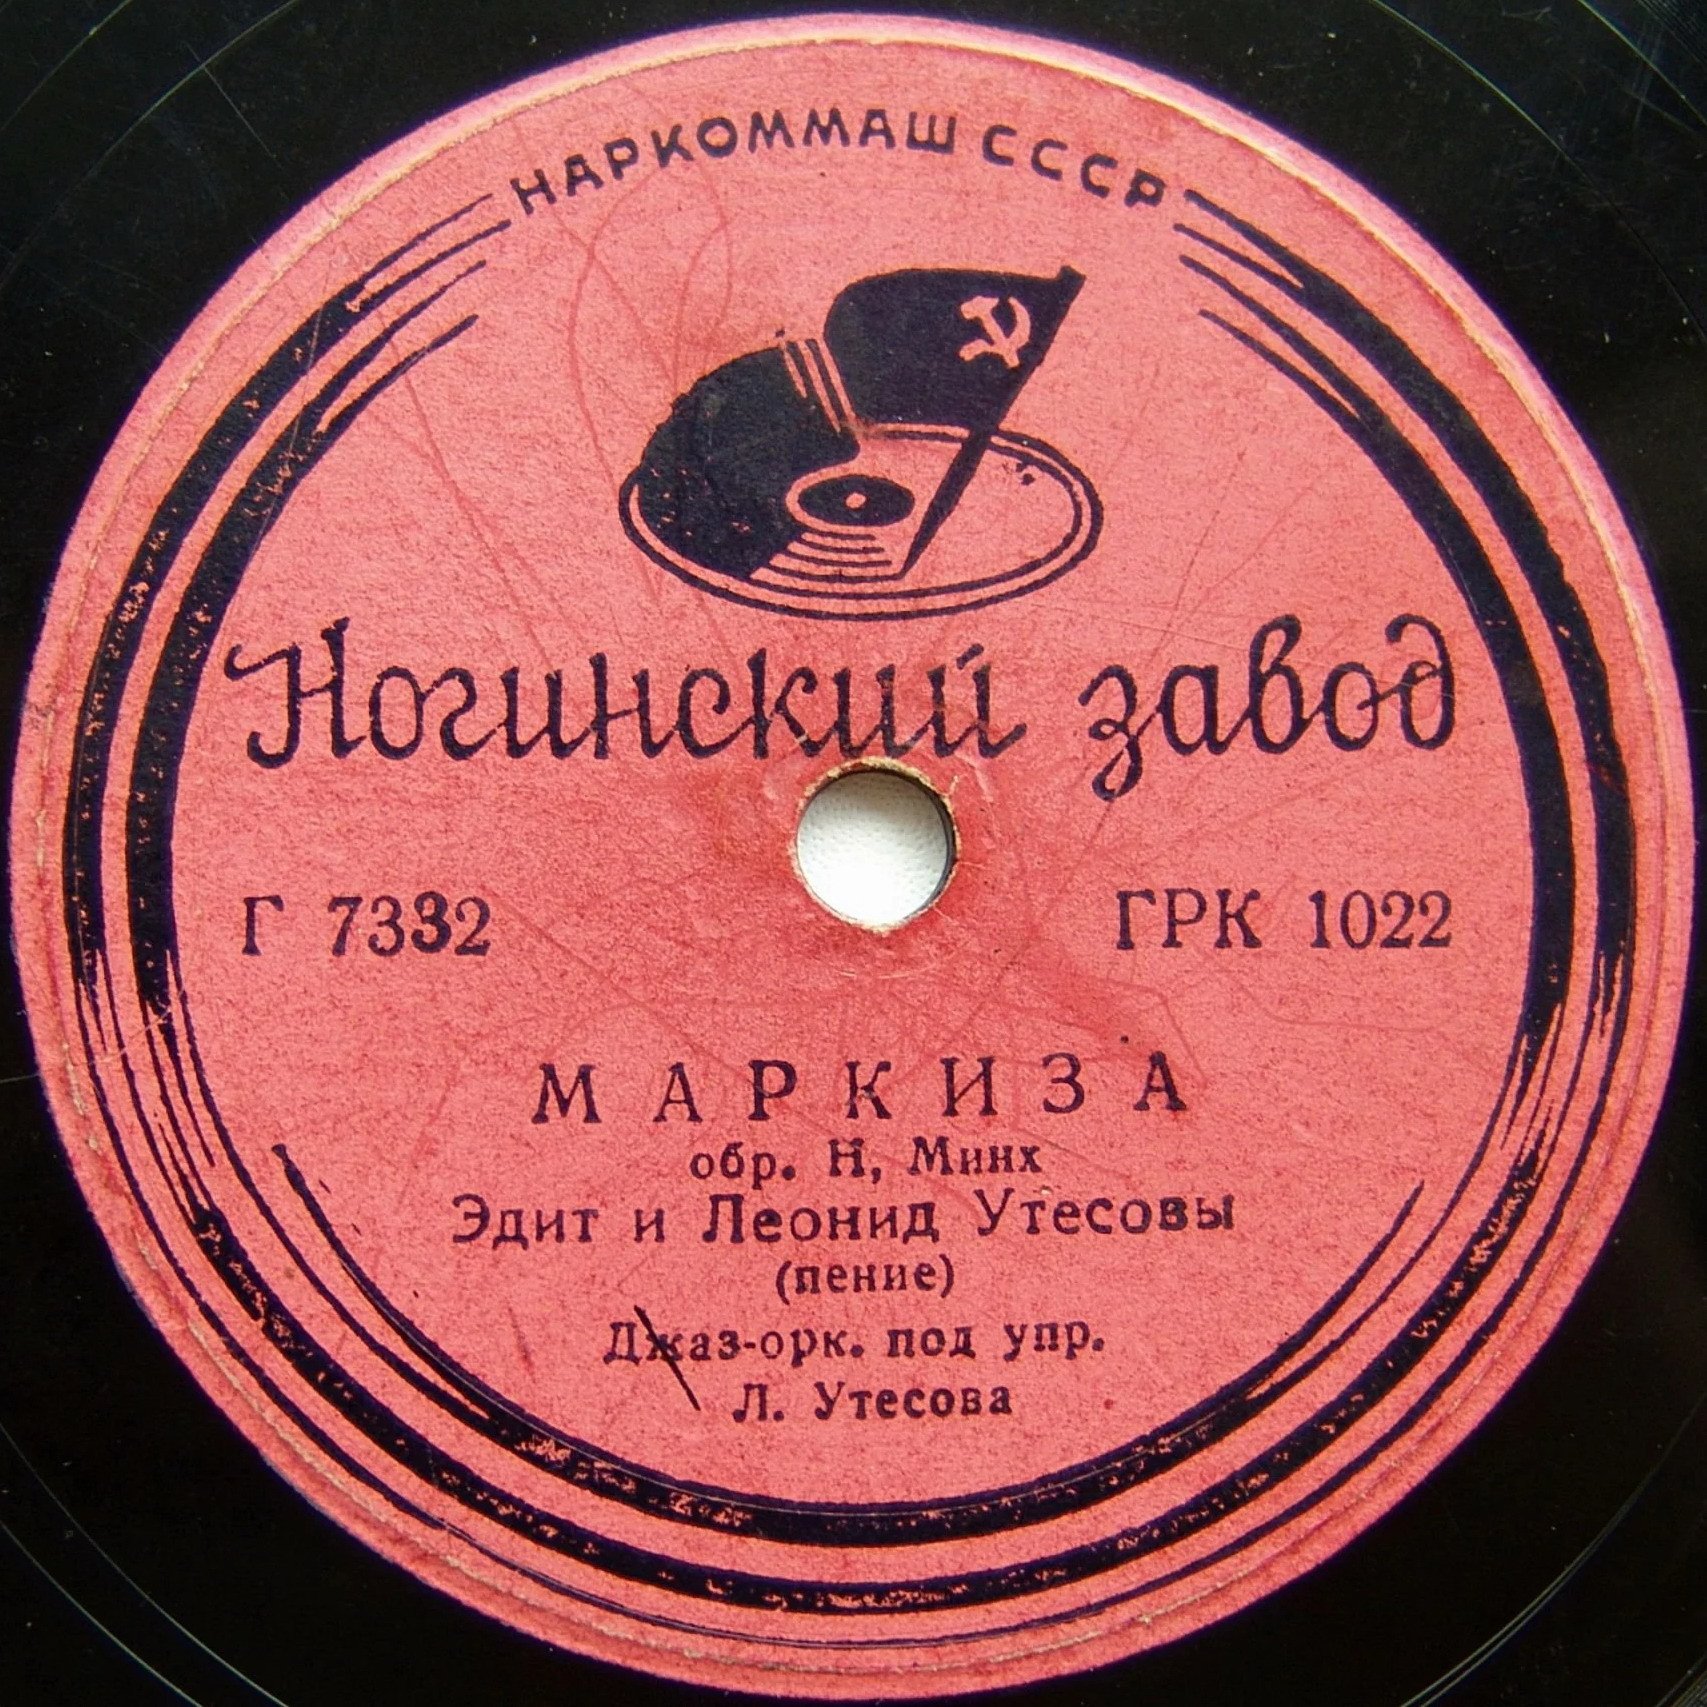 НАРКОММАШ СССР
Ногинский завод
Г 7332 ГРК 1022
МАРКИЗА
обр. Н, Минх
Эдит и Леонид Утесовы
(пение)
Джаз-орк. под упр.
Л. Утесова